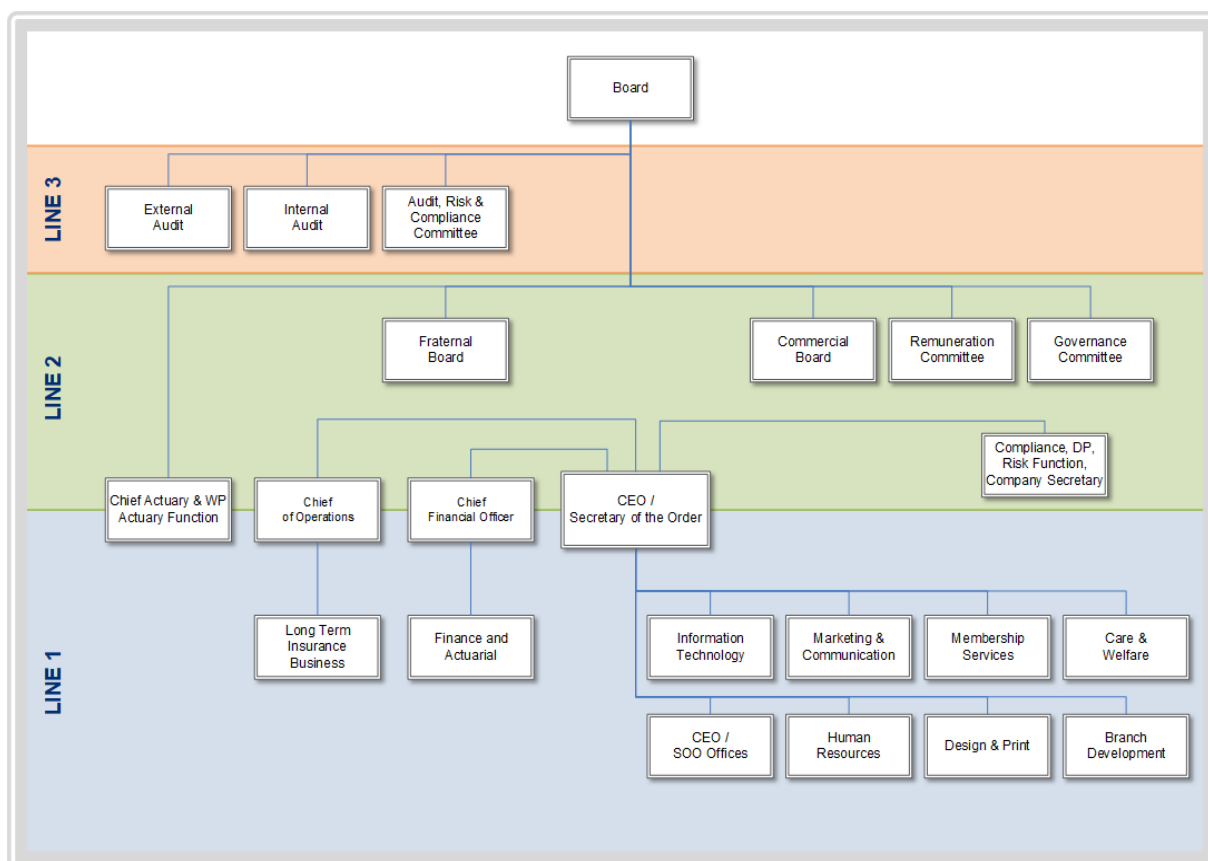 Board
LINE 3
External
Audit
Internal
Audit
Audit, Risk &
Compliance
Committee
LINE 2
Fraternal
Board
Commercial
Board
Remuneration
Committee
Governance
Committee
Compliance, DP,
Risk Function,
Company Secretary
Chief Actuary & WP
Actuary Function
Chief
of Operations
Chief
Financial Officer
CEO /
Secretary of the Order
LINE 1
Long Term
Insurance
Business
Finance and
Actuarial
Information
Technology
Marketing &
Communication
Membership
Services
Care &
Welfare
CEO /
SOO Offices
Human
Resources
Design & Print
Branch
Development